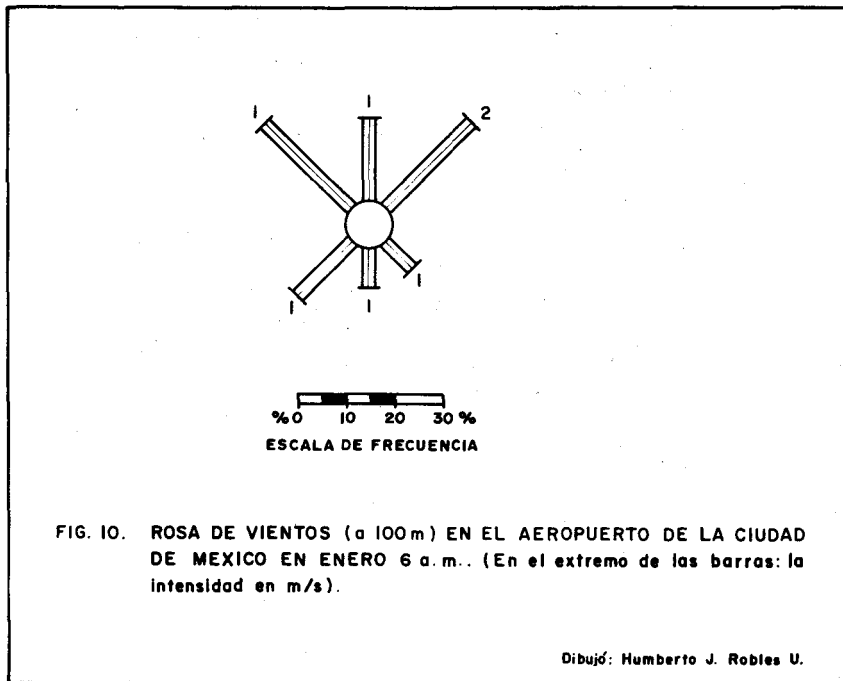 1
1
2
1
1
1
% 0 10 20 30 %
ESCALA DE FRECUENCIA
FIG. 10. ROSA DE VIENTOS (a 100m) EN EL AEROPUERTO DE LA CIUDAD
DE MEXICO EN ENERO 6 a.m.. (En el extremo de las barras: la
intensidad en m/s).
Dibujó: Humberto J. Robles U.